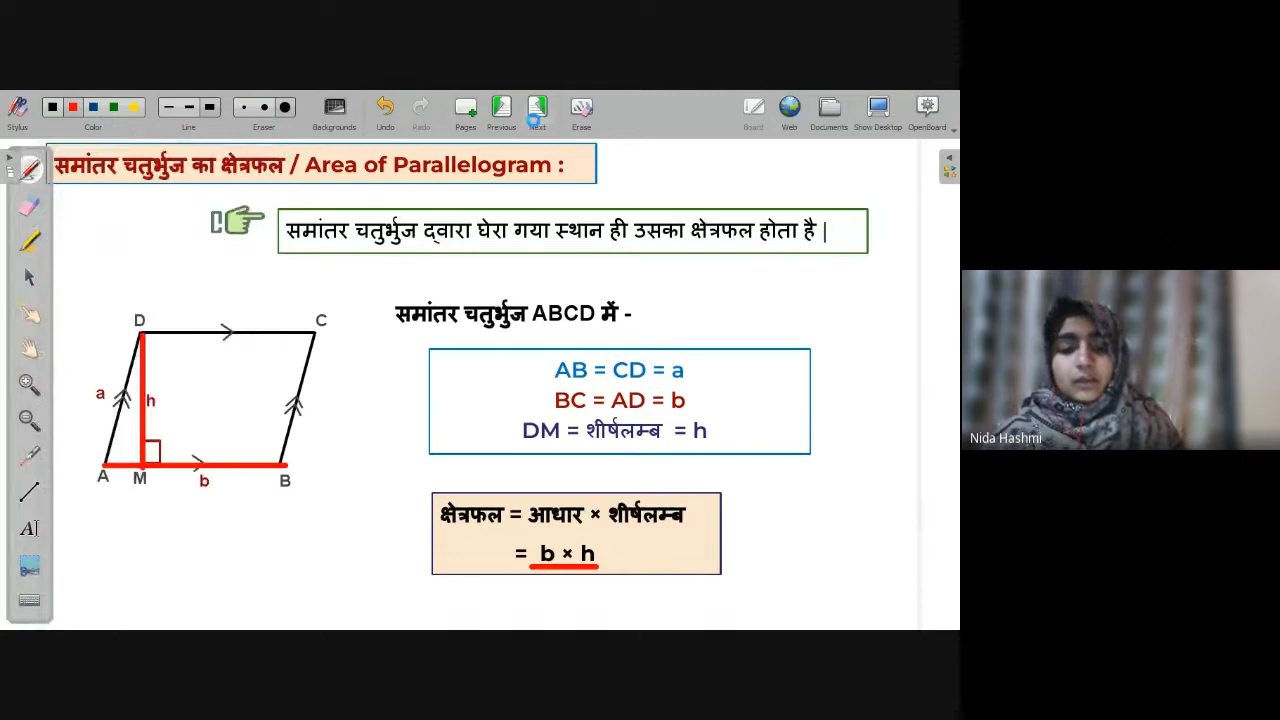 Stylus
Color
Line
Eraser
Backgrounds
Undo
Redo
Pages
Previous
Next
Erase
Board
Web
Documents
Show Desktop
OpenBoard
समांतर चतुर्भुज का क्षेत्रफल / Area of Parallelogram :
समांतर चतुर्भुज द्वारा घेरा गया स्थान ही उसका क्षेत्रफल होता है |
समांतर चतुर्भुज ABCD में -
D
C
a
h
A
M
b
B
AB = CD = a
BC = AD = b
DM = शीर्षलम्ब = h
क्षेत्रफल = आधार × शीर्षलम्ब
= b × h
Nida Hashmi